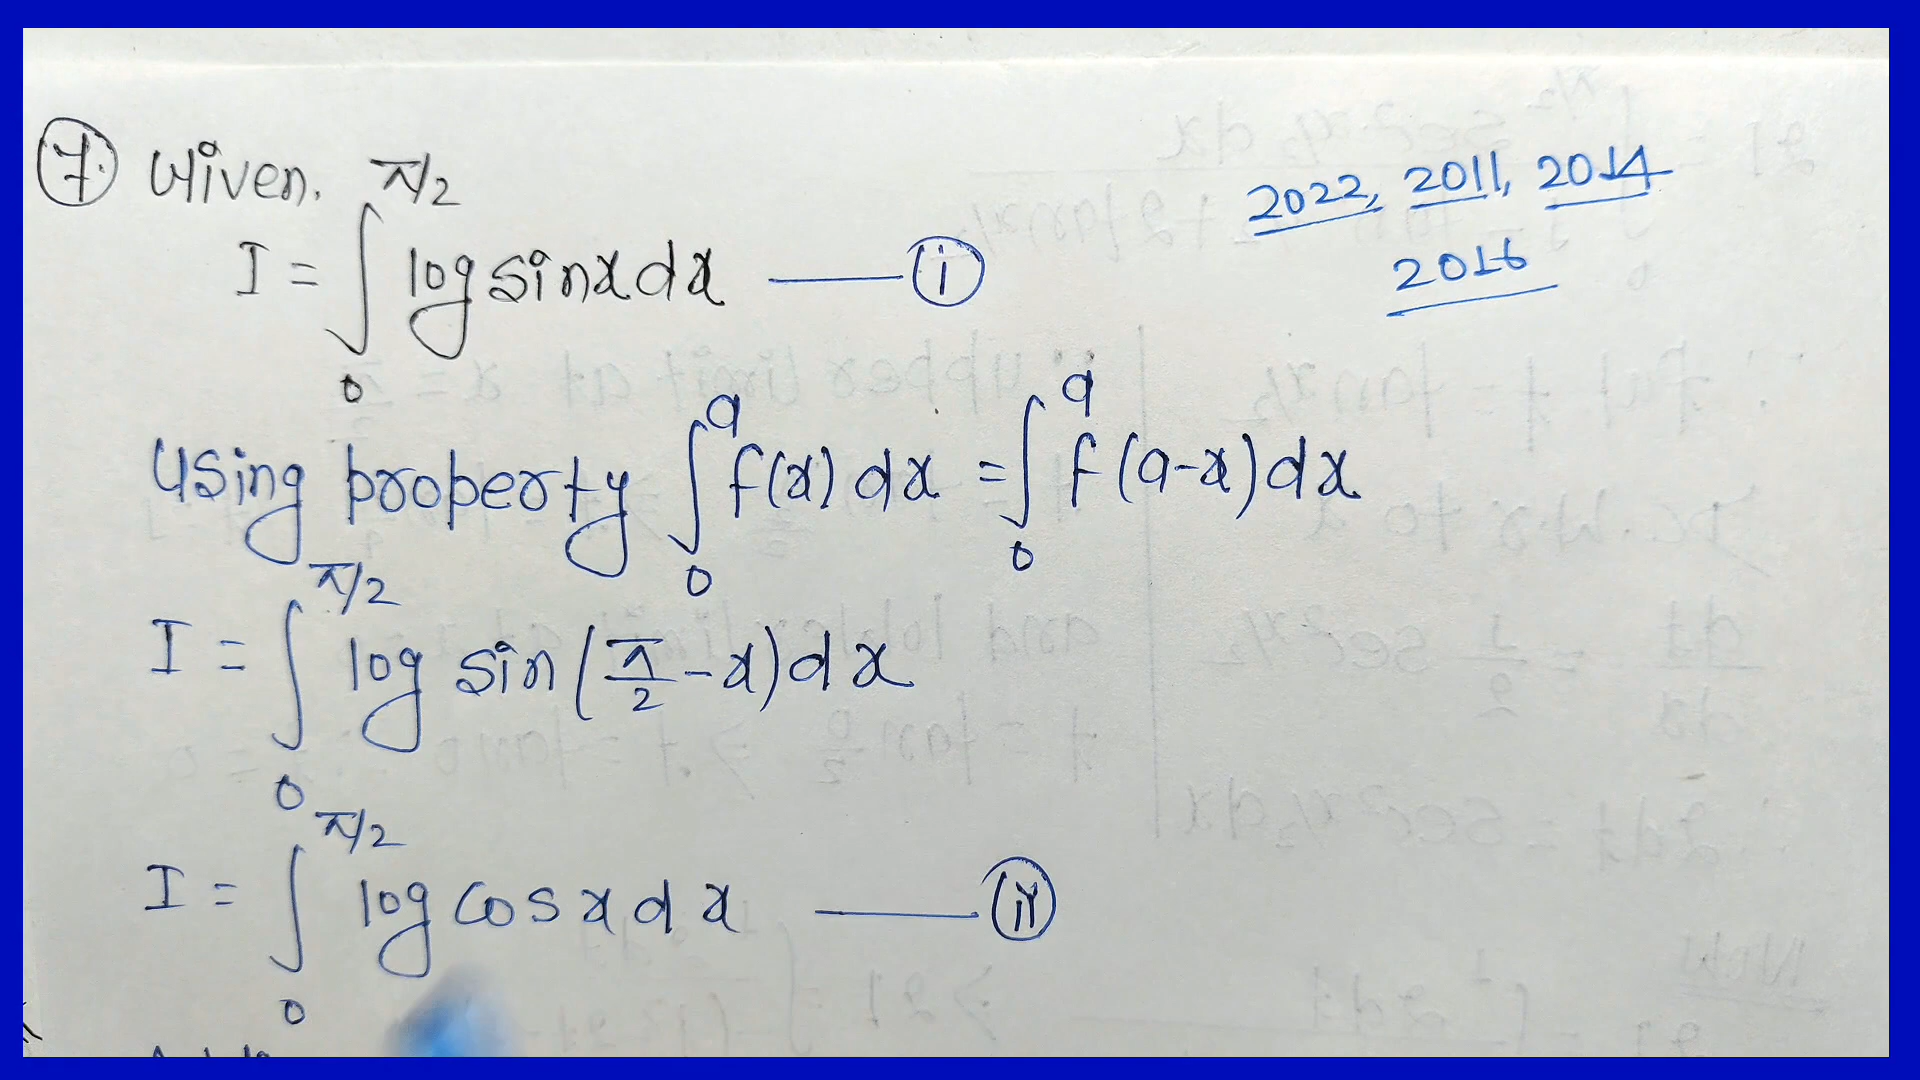 7. Given.
I = ∫₀^π/2 log sinx dx —— (i)
2022, 2011, 2014
2016
Using property ∫₀^a f(x) dx = ∫₀^a f(a-x) dx
I = ∫₀^π/2 log sin(π/2 - x) dx
I = ∫₀^π/2 log cos x dx —— (ii)